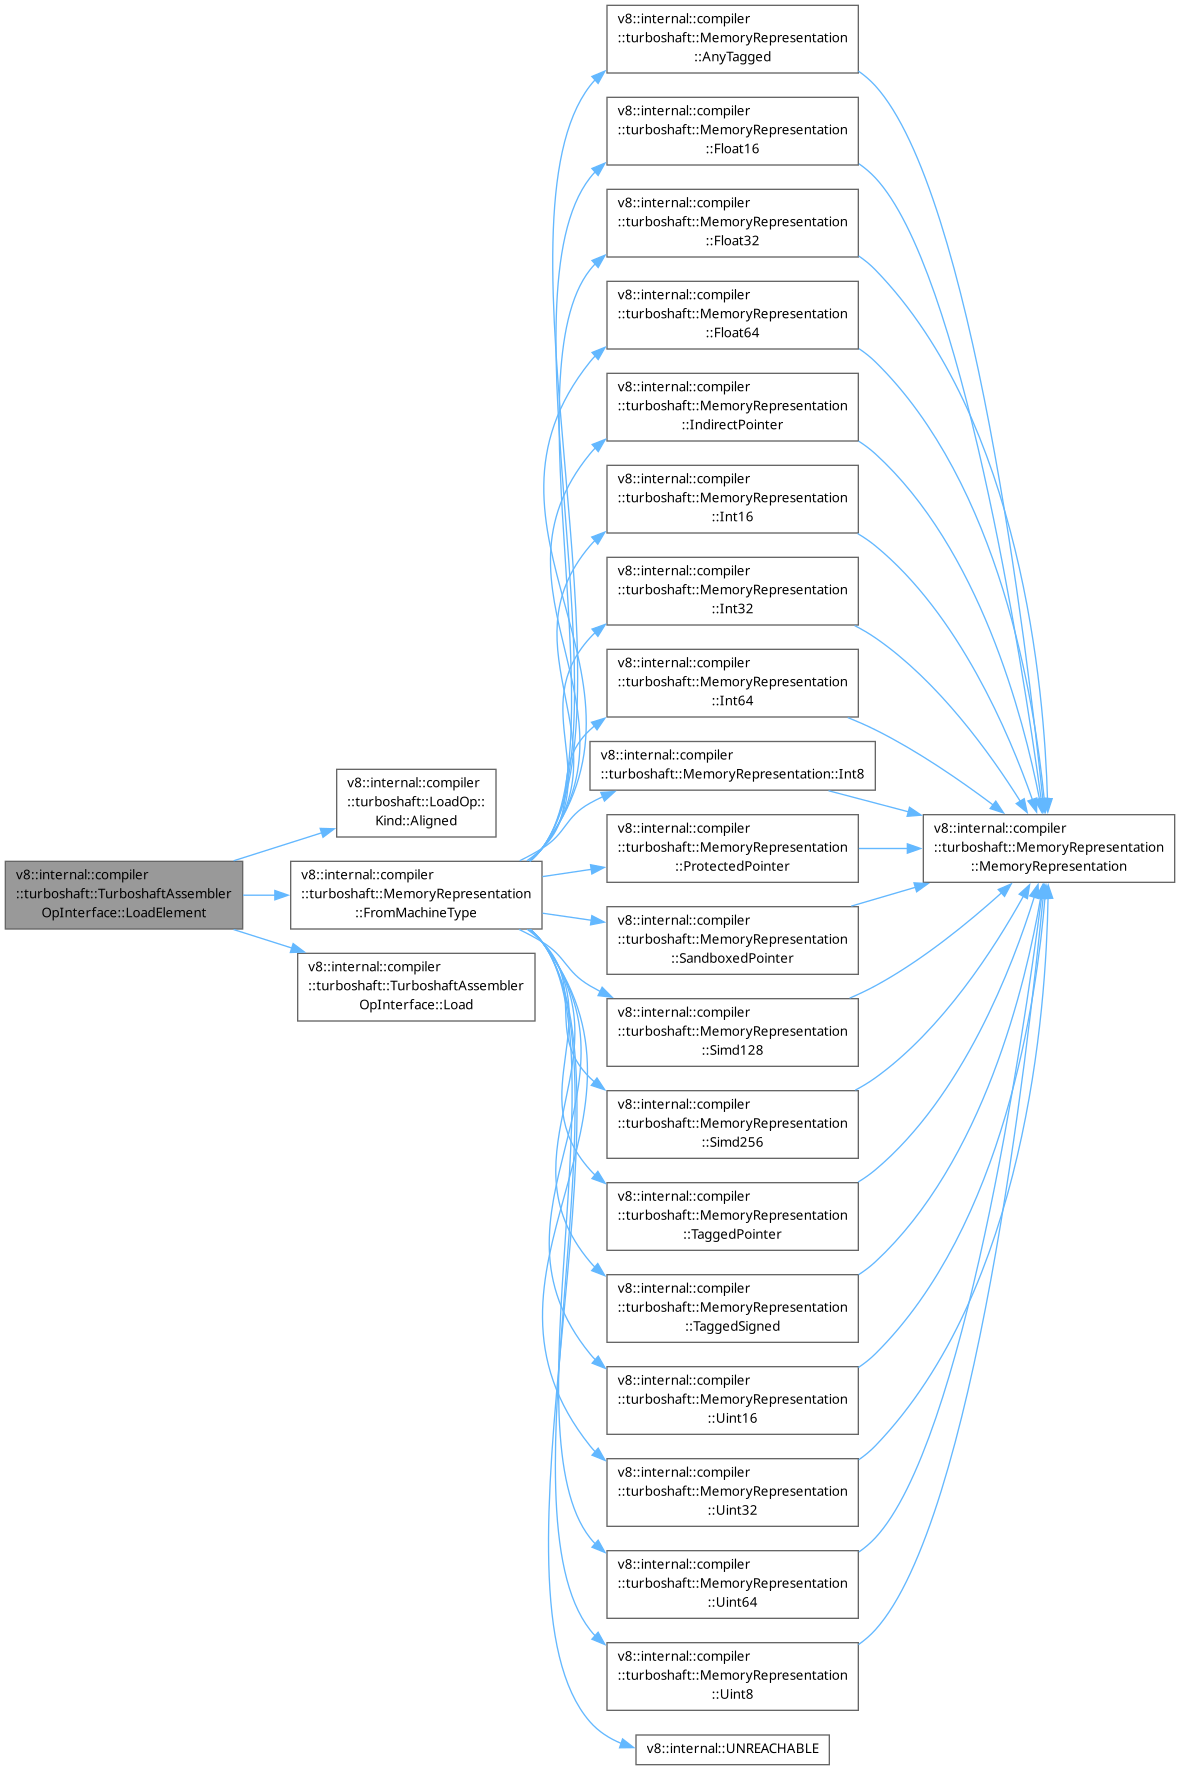 v8::internal::compiler
::turboshaft::TurboshaftAssembler
OpInterface::LoadElement
v8::internal::compiler
::turboshaft::LoadOp::
Kind::Aligned
v8::internal::compiler
::turboshaft::MemoryRepresentation
::FromMachineType
v8::internal::compiler
::turboshaft::TurboshaftAssembler
OpInterface::Load
v8::internal::compiler
::turboshaft::MemoryRepresentation
::AnyTagged
v8::internal::compiler
::turboshaft::MemoryRepresentation
::Float16
v8::internal::compiler
::turboshaft::MemoryRepresentation
::Float32
v8::internal::compiler
::turboshaft::MemoryRepresentation
::Float64
v8::internal::compiler
::turboshaft::MemoryRepresentation
::IndirectPointer
v8::internal::compiler
::turboshaft::MemoryRepresentation
::Int16
v8::internal::compiler
::turboshaft::MemoryRepresentation
::Int32
v8::internal::compiler
::turboshaft::MemoryRepresentation
::Int64
v8::internal::compiler
::turboshaft::MemoryRepresentation::Int8
v8::internal::compiler
::turboshaft::MemoryRepresentation
::ProtectedPointer
v8::internal::compiler
::turboshaft::MemoryRepresentation
::SandboxedPointer
v8::internal::compiler
::turboshaft::MemoryRepresentation
::Simd128
v8::internal::compiler
::turboshaft::MemoryRepresentation
::Simd256
v8::internal::compiler
::turboshaft::MemoryRepresentation
::TaggedPointer
v8::internal::compiler
::turboshaft::MemoryRepresentation
::TaggedSigned
v8::internal::compiler
::turboshaft::MemoryRepresentation
::Uint16
v8::internal::compiler
::turboshaft::MemoryRepresentation
::Uint32
v8::internal::compiler
::turboshaft::MemoryRepresentation
::Uint64
v8::internal::compiler
::turboshaft::MemoryRepresentation
::Uint8
v8::internal::UNREACHABLE
v8::internal::compiler
::turboshaft::MemoryRepresentation
::MemoryRepresentation